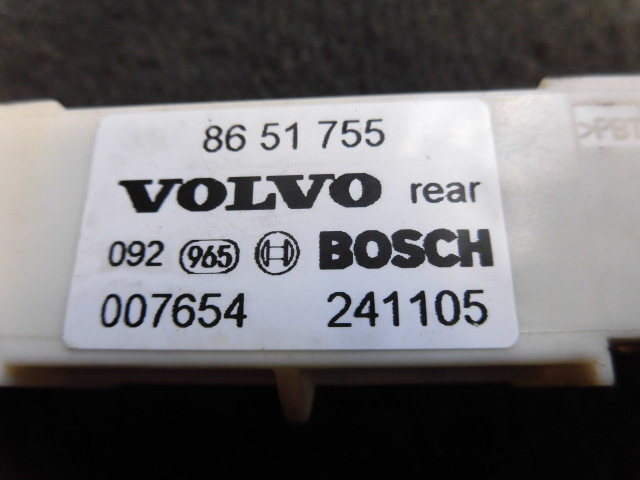 86 51 755
VOLVO rear
092 965 BOSCH
007654 241105
>PBT